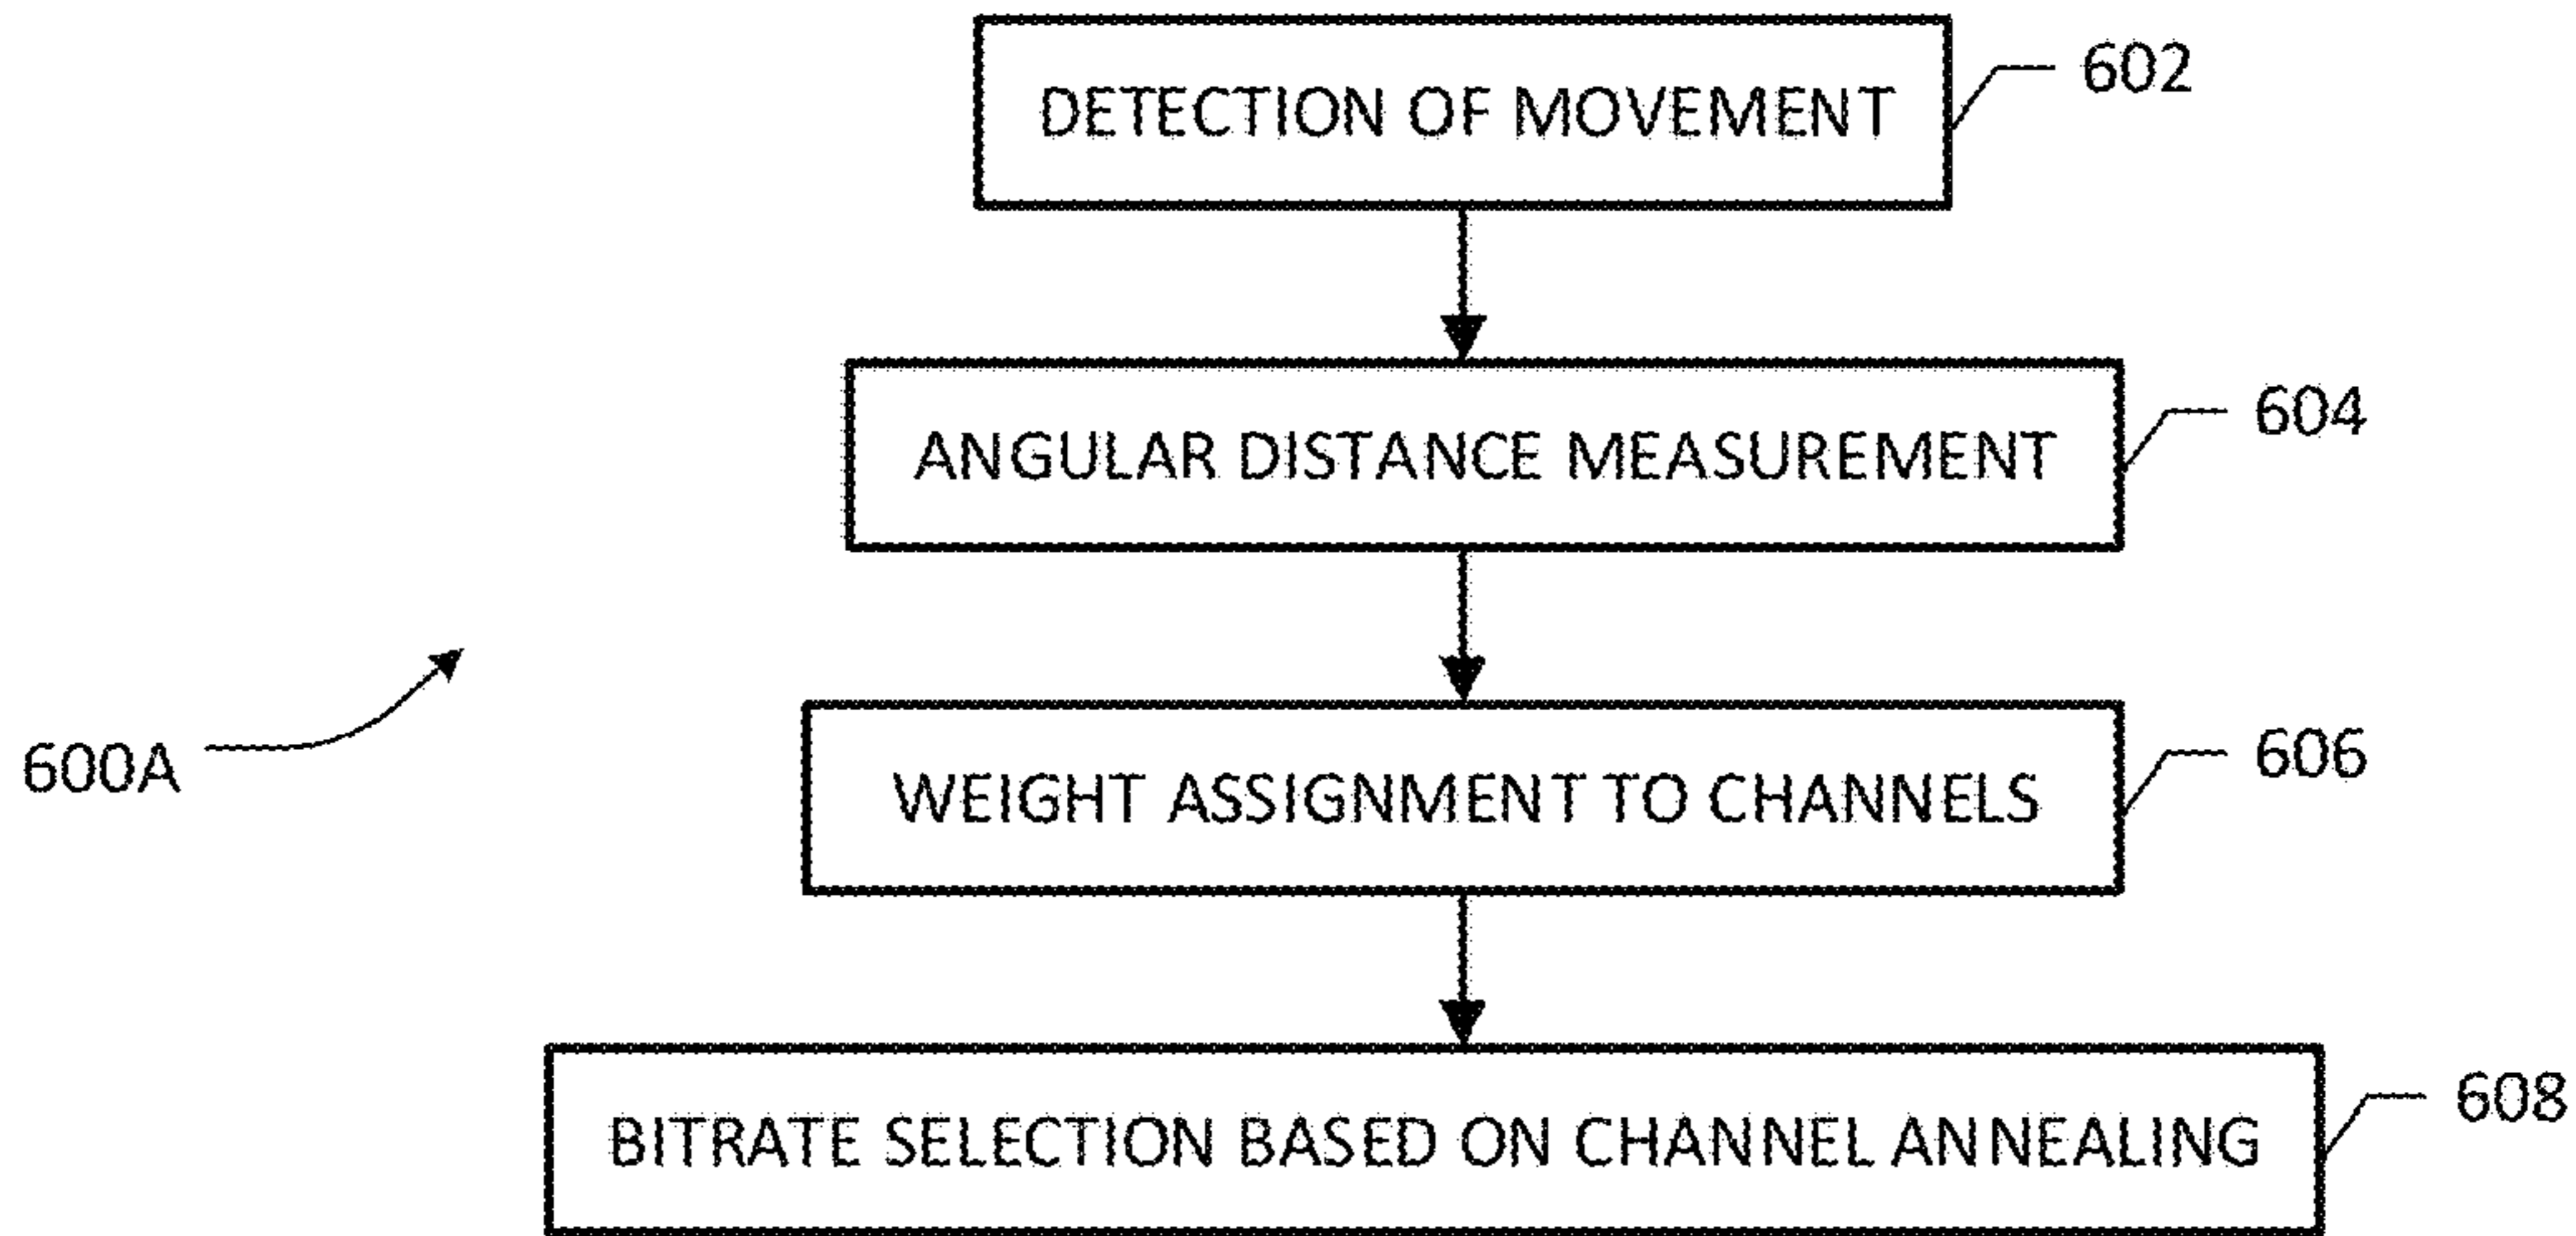 DETECTION OF MOVEMENT
602
ANGULAR DISTANCE MEASUREMENT
604
600A
WEIGHT ASSIGNMENT TO CHANNELS
606
BITRATE SELECTION BASED ON CHANNEL ANNEALING
608